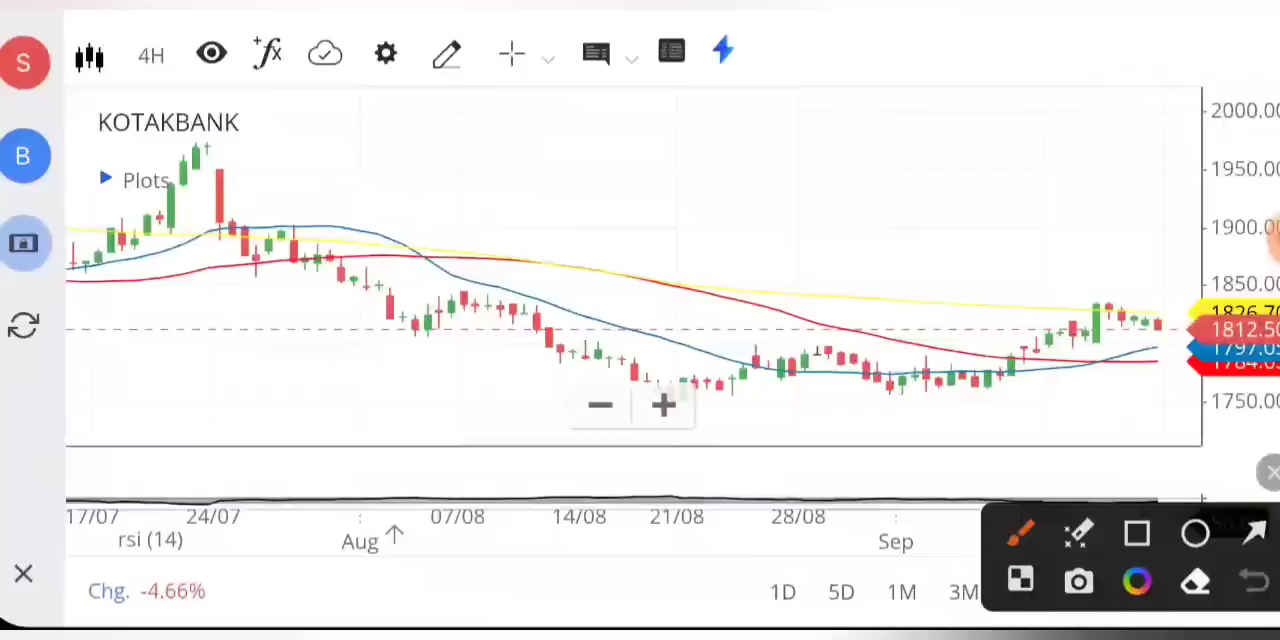 S
4H
fx
2000.00
KOTAKBANK
B
1950.00
Plots
1900.00
1850.00
1826.70
1812.50
1797.05
1784.05
1750.00
17/07
24/07
07/08
14/08
21/08
28/08
rsi (14)
Aug
Sep
Chg. -4.66%
1D
5D
1M
3M